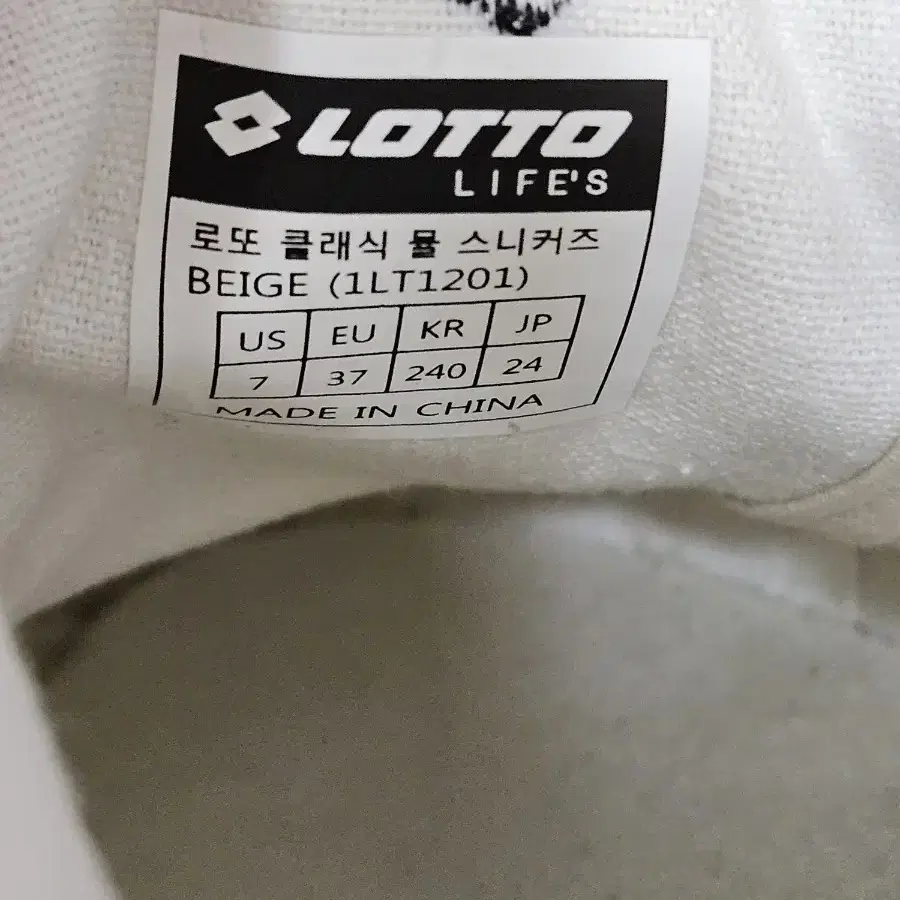 LOTTO
LIFE'S
로또 클래식 뮬 스니커즈
BEIGE (1LT1201)
US EU KR JP
7 37 240 24
MADE IN CHINA